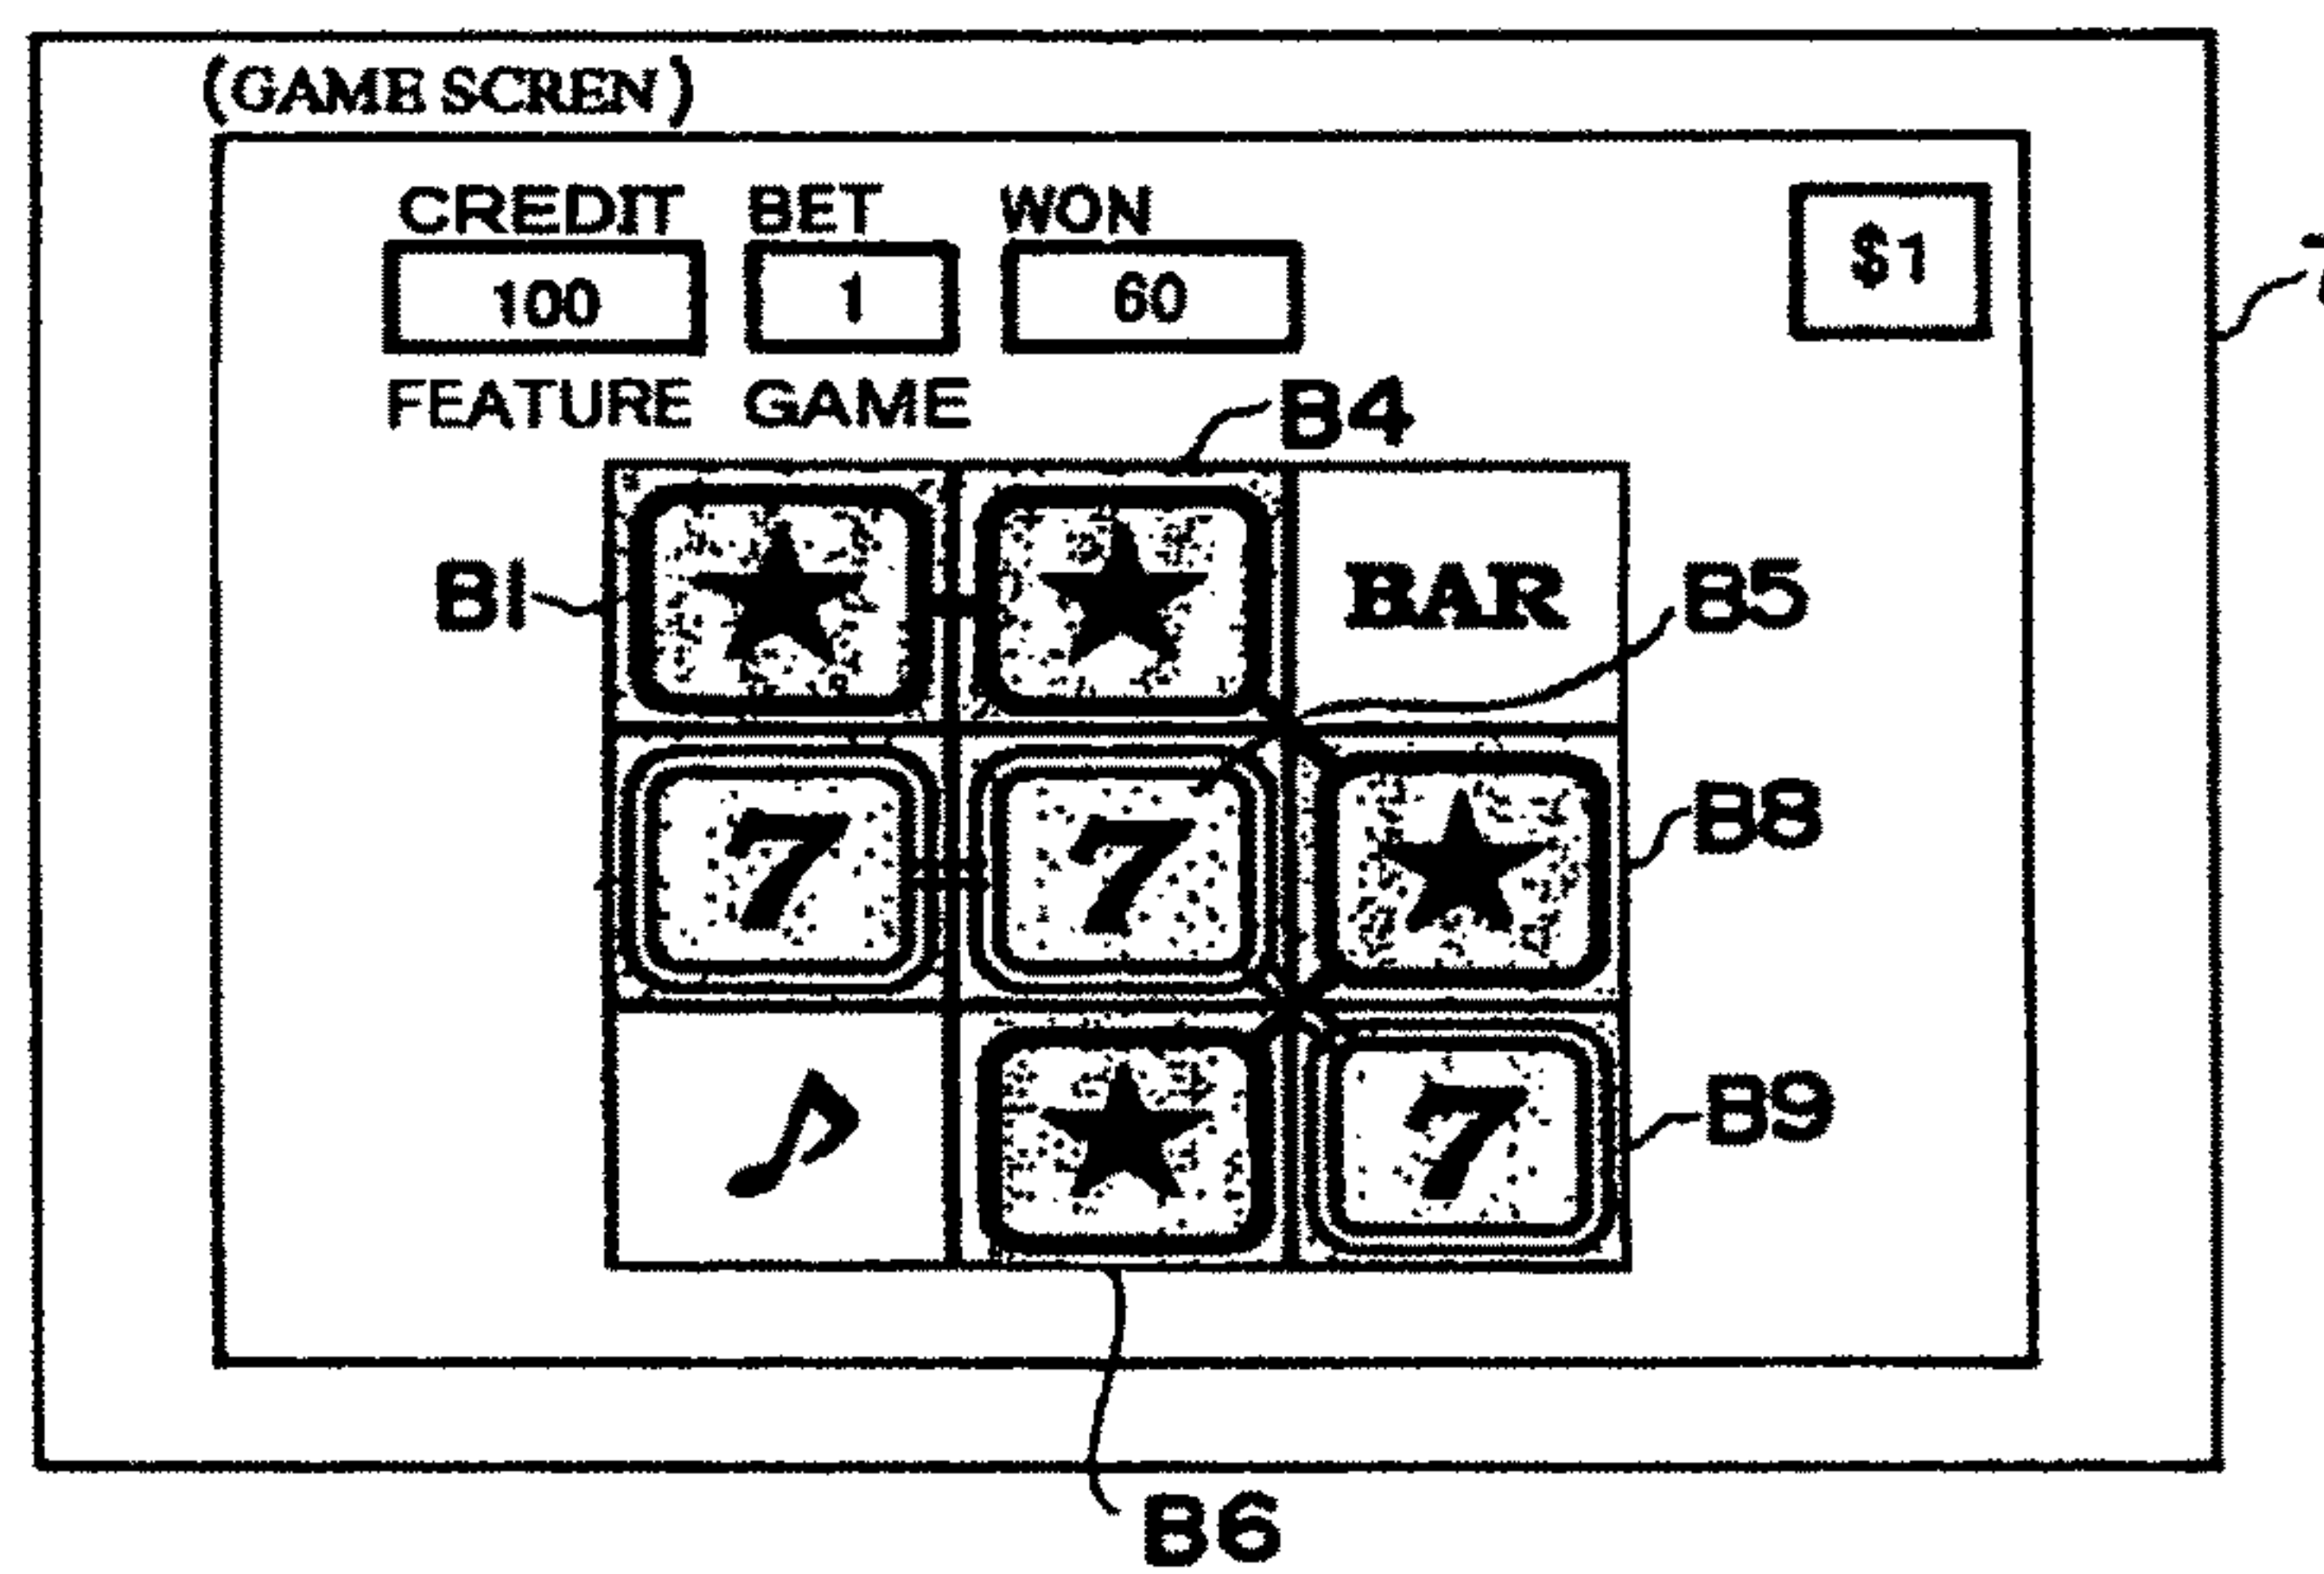 (GAME SCREN)
CREDIT BET WON
100 1 60
$1
FEATURE GAME
B4
B1
BAR
B5
7 7
B8
7
B9
B6